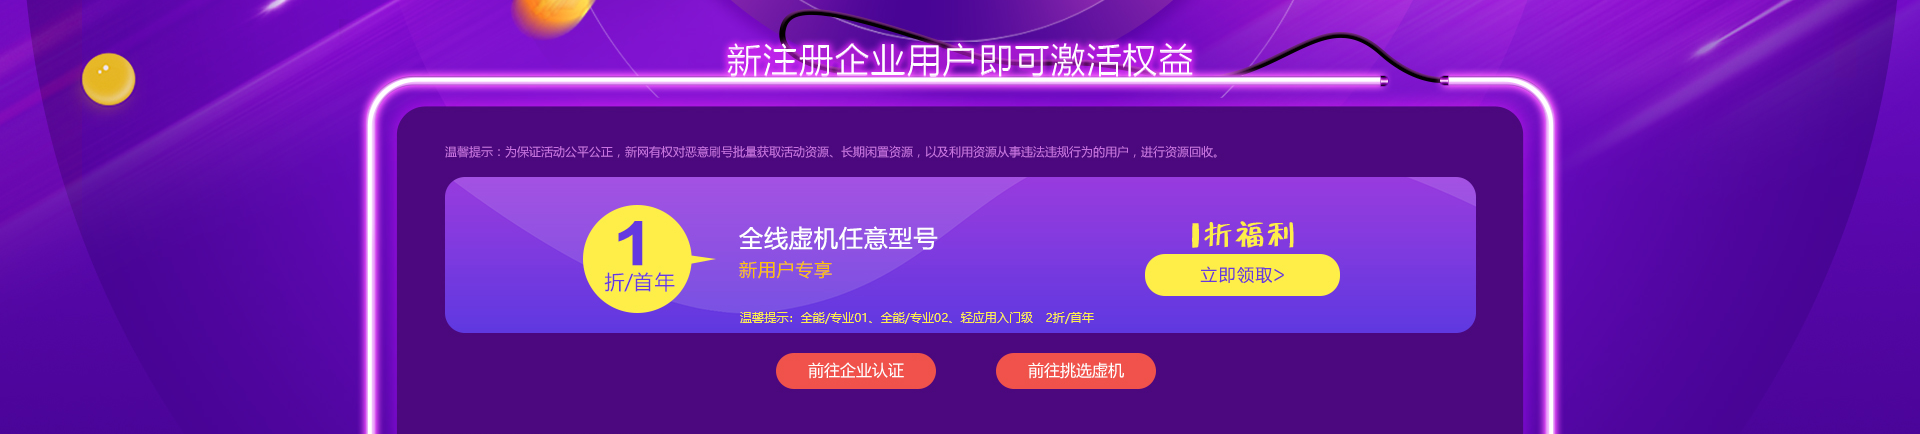 新注册企业用户即可激活权益
温馨提示：为保证活动公平公正，新网有权对恶意刷号批量获取活动资源、长期闲置资源，以及利用资源从事违法违规行为的用户，进行资源回收。
1
折/首年
全线虚机任意型号
新用户专享
温馨提示：全能/专业01、全能/专业02、轻应用入门级 2折/首年
1折福利
立即领取>
前往企业认证
前往挑选虚机